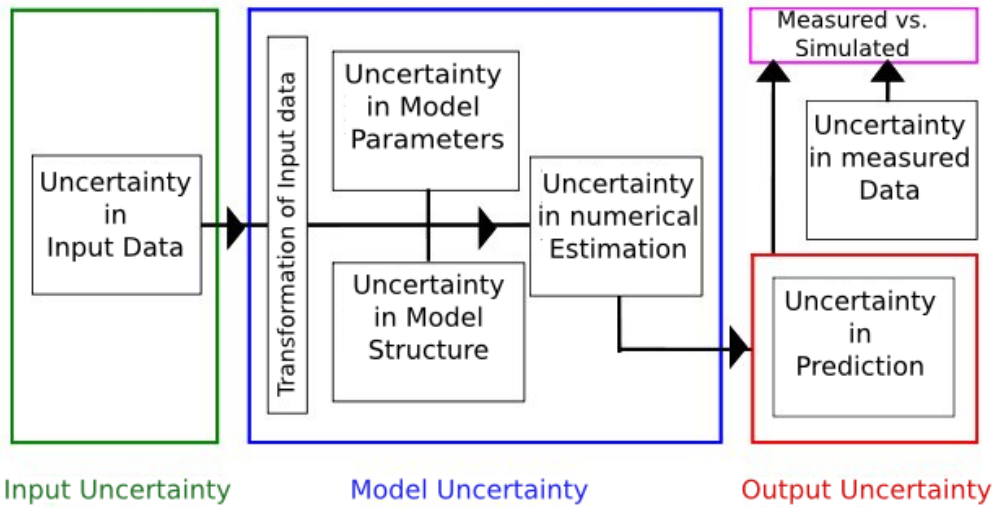 Uncertainty
in
Input Data
Transformation of Input data
Uncertainty
in Model
Parameters
Uncertainty
in Model
Structure
Uncertainty
in numerical
Estimation
Measured vs.
Simulated
Uncertainty
in measured
Data
Uncertainty
in
Prediction
Input Uncertainty
Model Uncertainty
Output Uncertainty